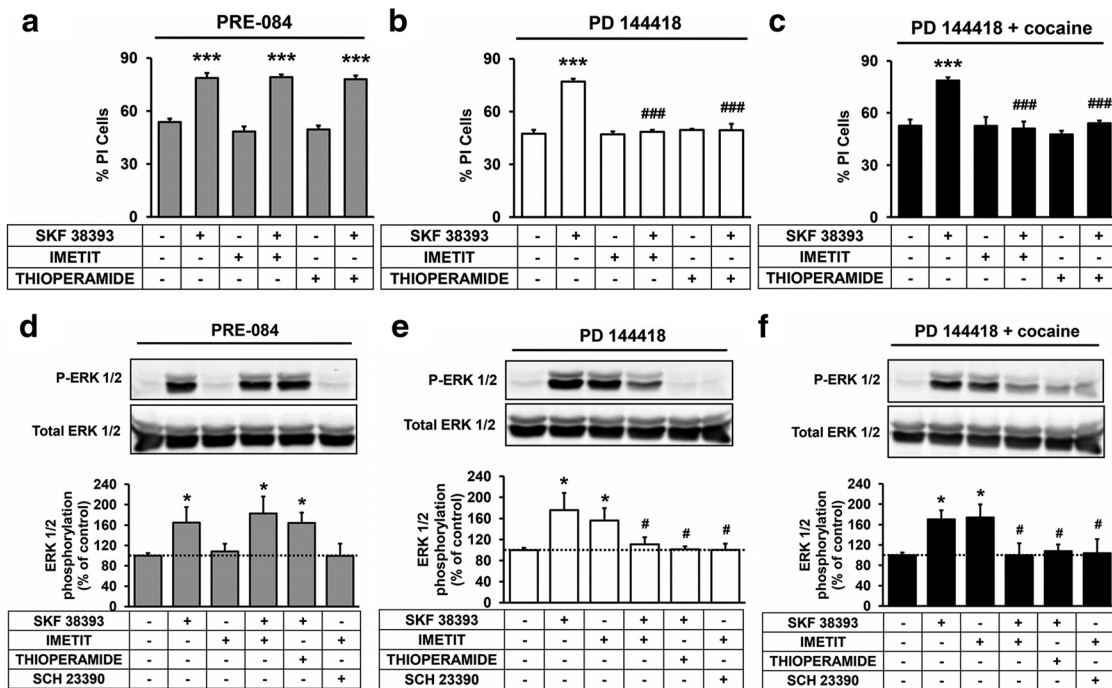 a
PRE-084
90
60
30
0
% PI Cells
***
***
***
SKF 38393 - + - + - +
IMETIT - - + + - -
THIOPERAMIDE - - - - + +
b
PD 144418
90
60
30
0
% PI Cells
***
###
###
- + - + - +
- - + + - -
- - - - + +
c
PD 144418 + cocaine
90
60
30
0
% PI Cells
***
###
###
SKF 38393 - + - + - +
IMETIT - - + + - -
THIOPERAMIDE - - - - + +
d
PRE-084
P-ERK 1/2
Total ERK 1/2
240
200
160
120
80
40
0
ERK 1/2
phosphorylation
(% of control)
*
*
*
SKF 38393 - + - + + -
IMETIT - - + + - +
THIOPERAMIDE - - - - + -
SCH 23390 - - - - - +
e
PD 144418
P-ERK 1/2
Total ERK 1/2
240
200
160
120
80
40
0
ERK 1/2
phosphorylation
(% of control)
*
*
#
#
#
SKF 38393 - + - + + -
IMETIT - - + + - +
THIOPERAMIDE - - - - + -
SCH 23390 - - - - - +
f
PD 144418 + cocaine
P-ERK 1/2
Total ERK 1/2
240
200
160
120
80
40
0
ERK 1/2
phosphorylation
(% of control)
*
*
#
#
#
SKF 38393 - + - + + -
IMETIT - - + + - +
THIOPERAMIDE - - - - + -
SCH 23390 - - - - - +